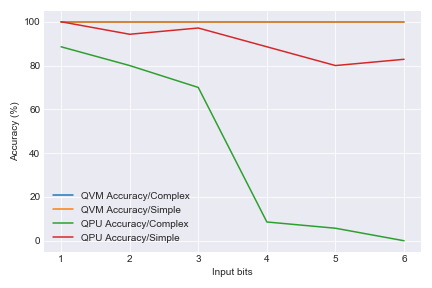 100
80
60
40
20
0
Accuracy (%)
QVM Accuracy/Complex
QVM Accuracy/Simple
QPU Accuracy/Complex
QPU Accuracy/Simple
1 2 3 4 5 6
Input bits